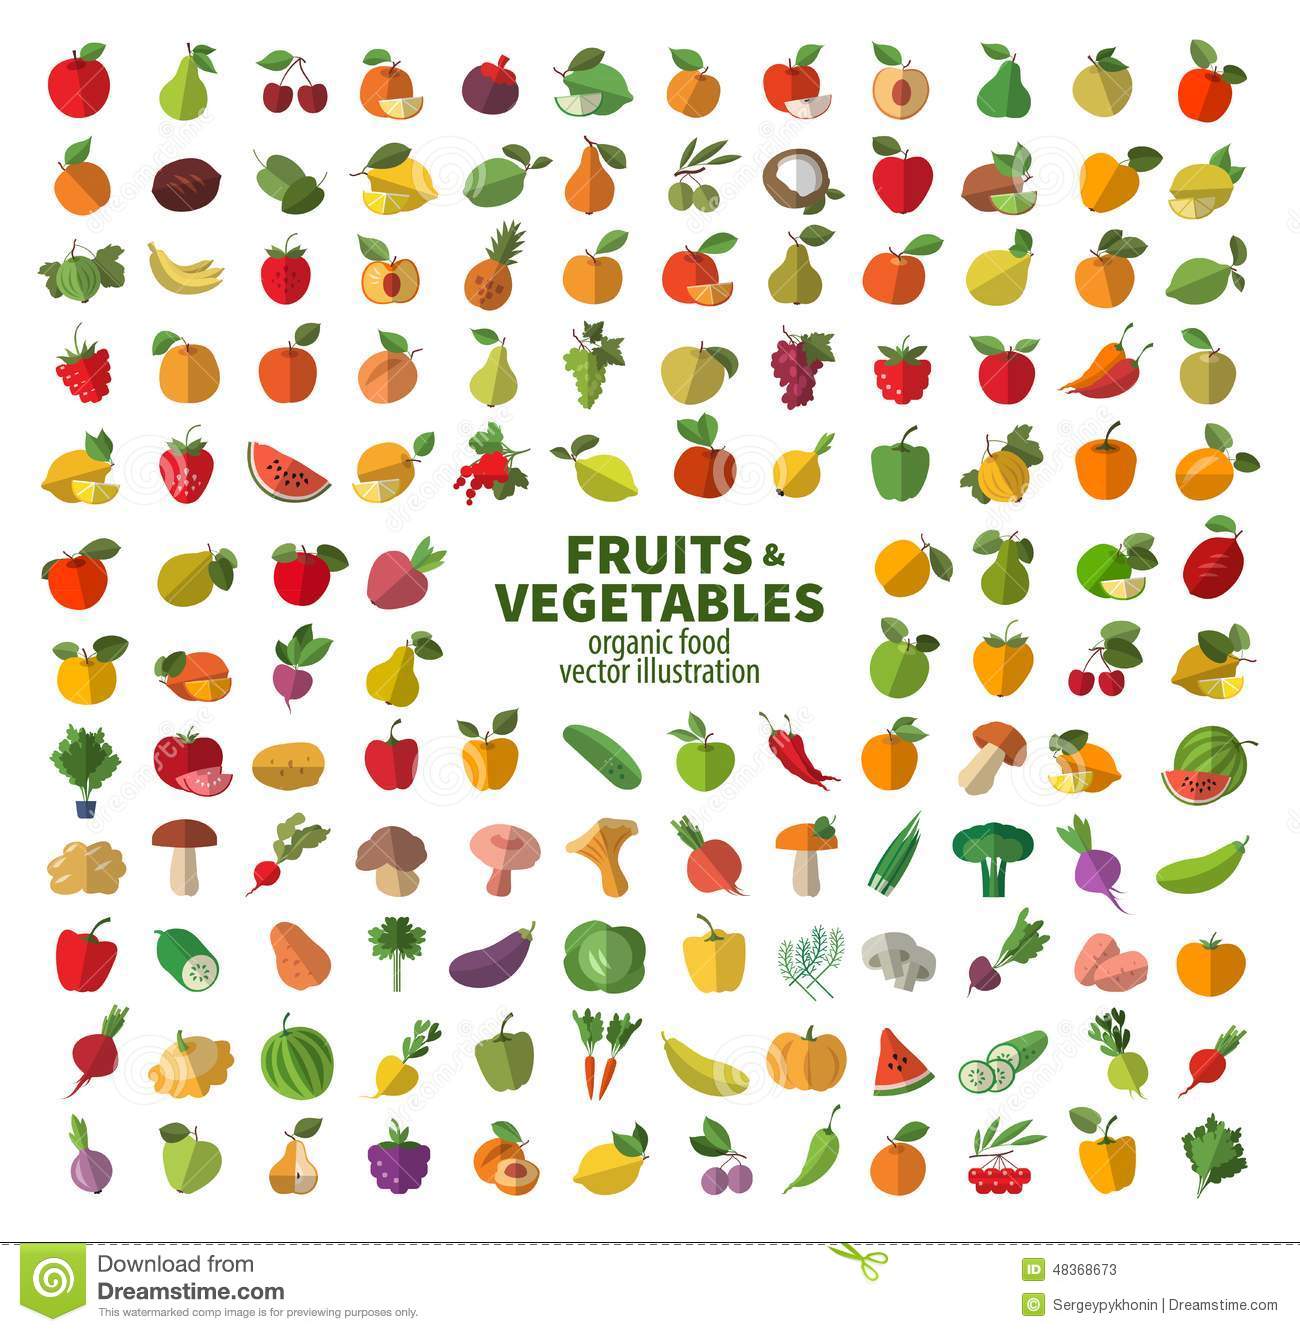 FRUITS &
VEGETABLES
organic food
vector illustration
Download from
Dreamstime.com
This watermarked comp image is for previewing purposes only.
ID 48368673
© Sergeypykhonin | Dreamstime.com